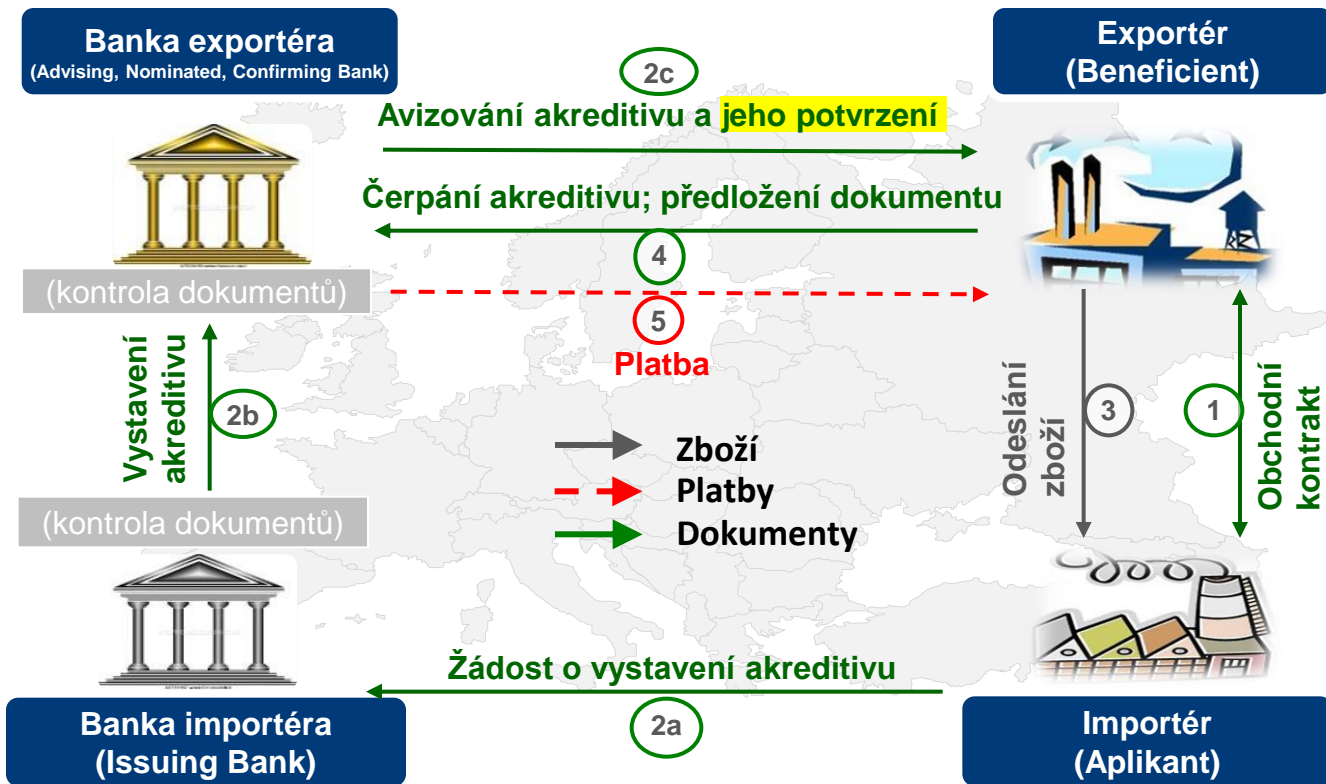 Banka exportéra
(Advising, Nominated, Confirming Bank)
Exportér
(Beneficient)
2c
Avizování akreditivu a jeho potvrzení
Čerpání akreditivu; předložení dokumentu
4
(kontrola dokumentů)
5
Platba
Vystavení
akreditivu
2b
Odeslání
zboží
3
1
Obchodní
kontrakt
Zboží
Platby
Dokumenty
(kontrola dokumentů)
Žádost o vystavení akreditivu
2a
Banka importéra
(Issuing Bank)
Importér
(Aplikant)